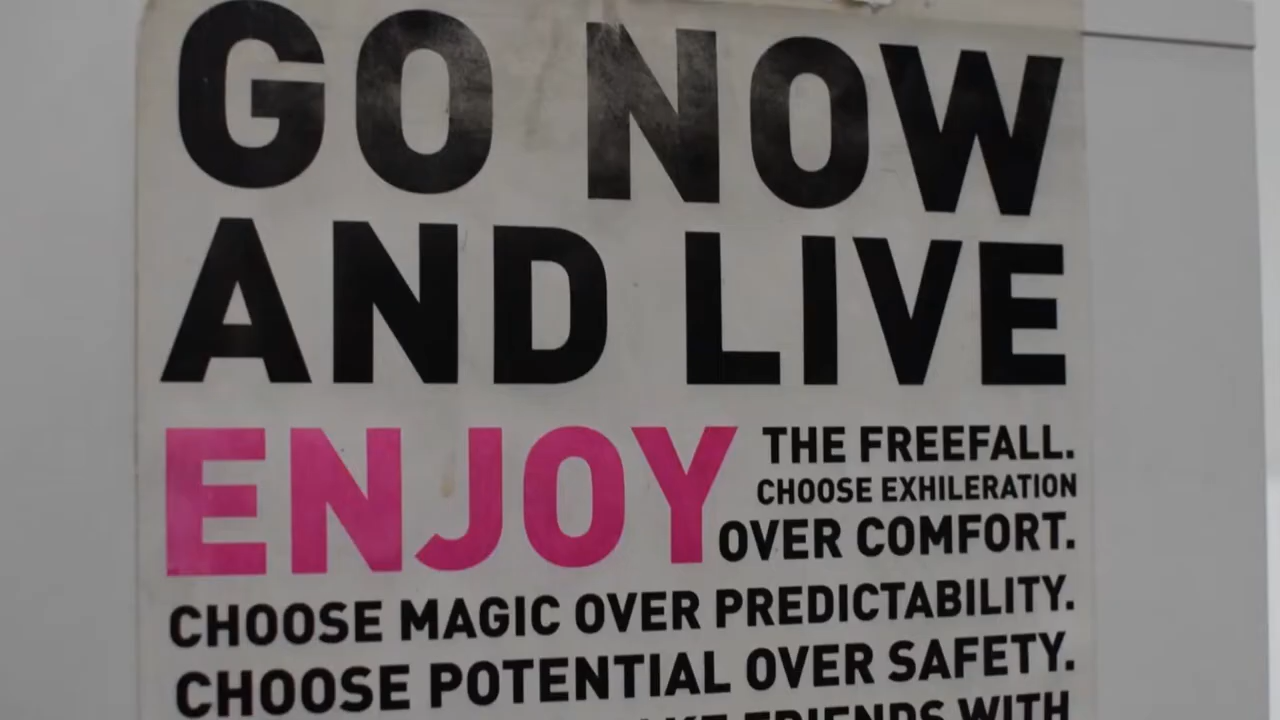 GO NOW
AND LIVE
ENJOY THE FREEFALL.
CHOOSE EXHILERATION
OVER COMFORT.
CHOOSE MAGIC OVER PREDICTABILITY.
CHOOSE POTENTIAL OVER SAFETY.
FRIENDS WITH